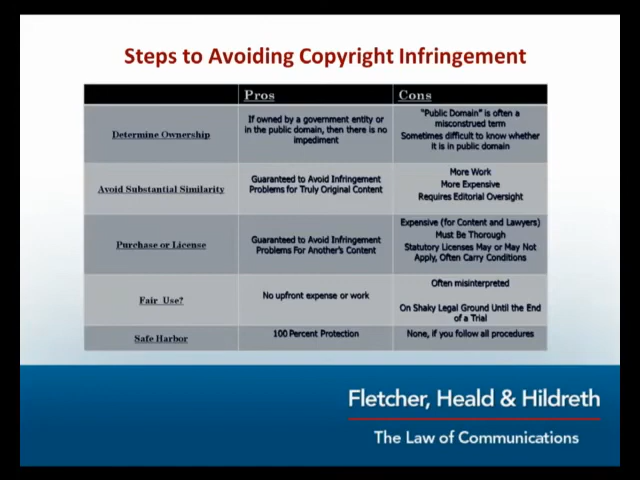 Steps to Avoiding Copyright Infringement
Pros
Cons
Determine Ownership
If owned by a government entity or
in the public domain, then there is no
impediment
"Public Domain" is often a
misconstrued term
Sometimes difficult to know whether
it is in public domain
Avoid Substantial Similarity
Guaranteed to Avoid Infringement
Problems for Truly Original Content
More Work
More Expensive
Requires Editorial Oversight
Purchase or License
Guaranteed to Avoid Infringement
Problems For Another's Content
Expensive (for Content and Lawyers)
Must Be Thorough
Statutory Licenses May or May Not
Apply, Often Carry Conditions
Fair Use?
No upfront expense or work
Often misinterpreted
On Shaky Legal Ground Until the End
of a Trial
Safe Harbor
100 Percent Protection
None, if you follow all procedures
Fletcher, Heald & Hildreth
The Law of Communications